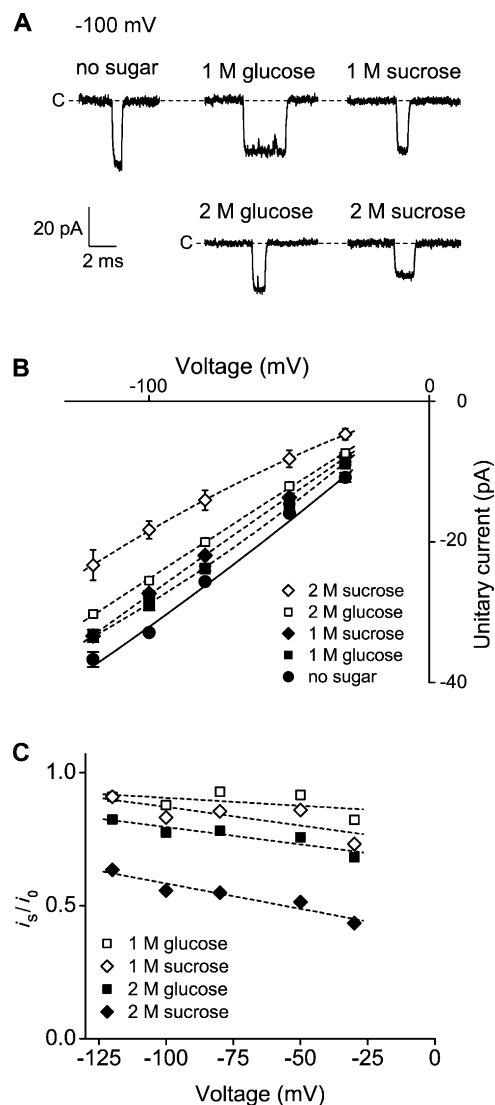 A
-100 mV
no sugar
1 M glucose
1 M sucrose
C
2 M glucose
2 M sucrose
20 pA
C
2 ms
B
Voltage (mV)
-100
0
0
-20
-40
Unitary current (pA)
2 M sucrose
2 M glucose
1 M sucrose
1 M glucose
no sugar
C
1.0
0.5
0.0
is/i0
1 M glucose
1 M sucrose
2 M glucose
2 M sucrose
-125 -100 -75 -50 -25 0
Voltage (mV)